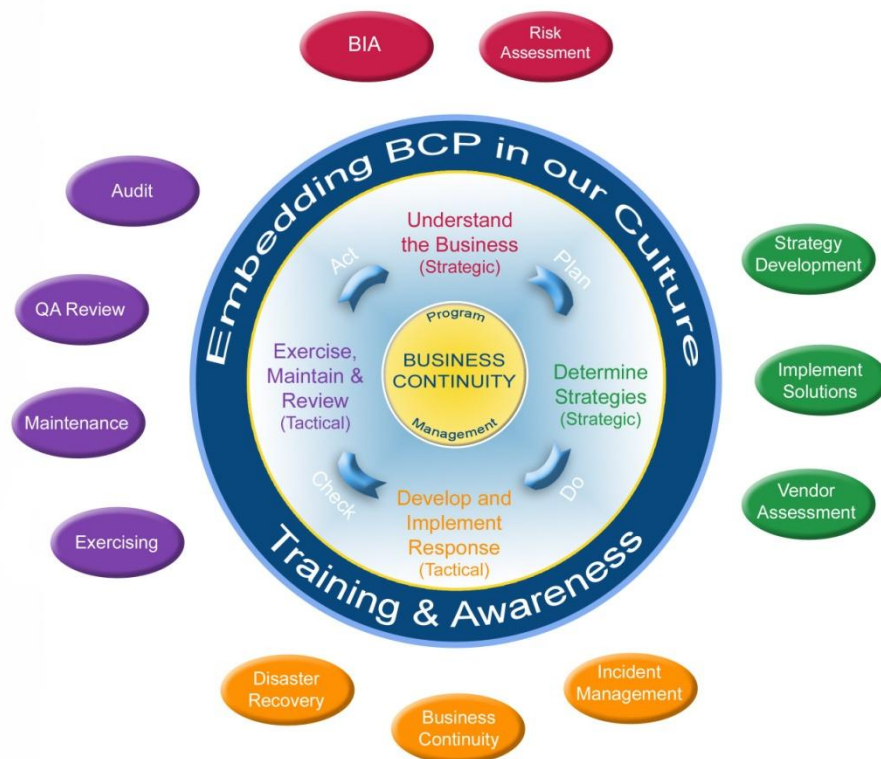 BIA
Risk
Assessment
Embedding BCP in our Culture
Audit
QA Review
Maintenance
Exercising
Understand
the Business
(Strategic)
Act
Plan
Strategy
Development
Implement
Solutions
Vendor
Assessment
Program
BUSINESS
CONTINUITY
Management
Exercise,
Maintain &
Review
(Tactical)
Determine
Strategies
(Strategic)
Check
Do
Develop and
Implement
Response
(Tactical)
Training & Awareness
Disaster
Recovery
Business
Continuity
Incident
Management